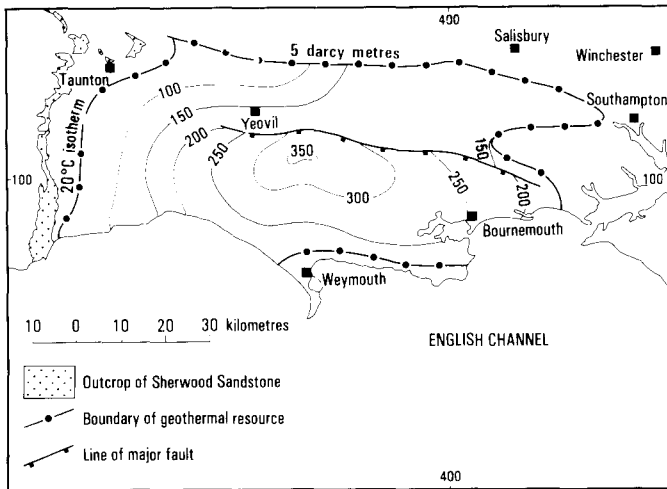 400
Salisbury
Winchester
5 darcy metres
Taunton
100
Southampton
150
Yeovil
20°C isotherm
200
250
150
350
100
300
250
200
100
Bournemouth
Weymouth
10 0 10 20 30 kilometres
ENGLISH CHANNEL
Outcrop of Sherwood Sandstone
Boundary of geothermal resource
Line of major fault
400